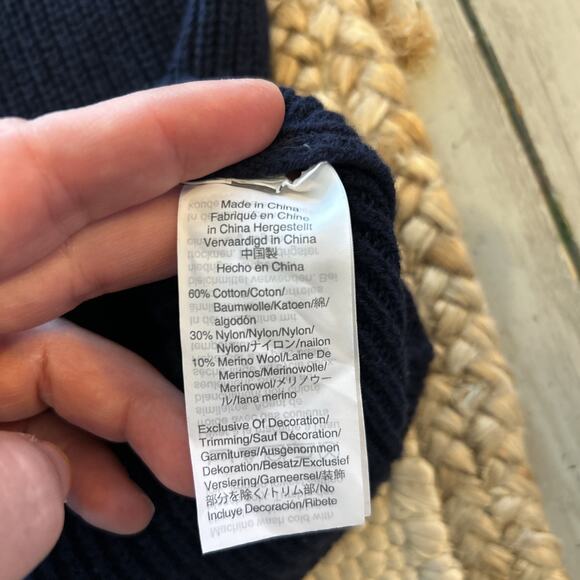 Made in China
Fabriqué en Chine
in China Hergestellt
Vervaardigd in China
中国製
Hecho en China
60% Cotton/Coton/
Baumwolle/Katoen/綿/
algodón
30% Nylon/Nylon/Nylon/
Nylon/ナイロン/nailon
10% Merino Wool/Laine De
Merinos/Merinowolle/
Merinowol/メリノウー
ル/lana merino
Exclusive Of Decoration/
Trimming/Sauf Décoration/
Garnitures/Ausgenommen
Dekoration/Besatz/Exclusief
Versiering/Garneersel/装飾
部分を除く/トリム部/No
Incluye Decoración/Ribete
Machine wash cold with